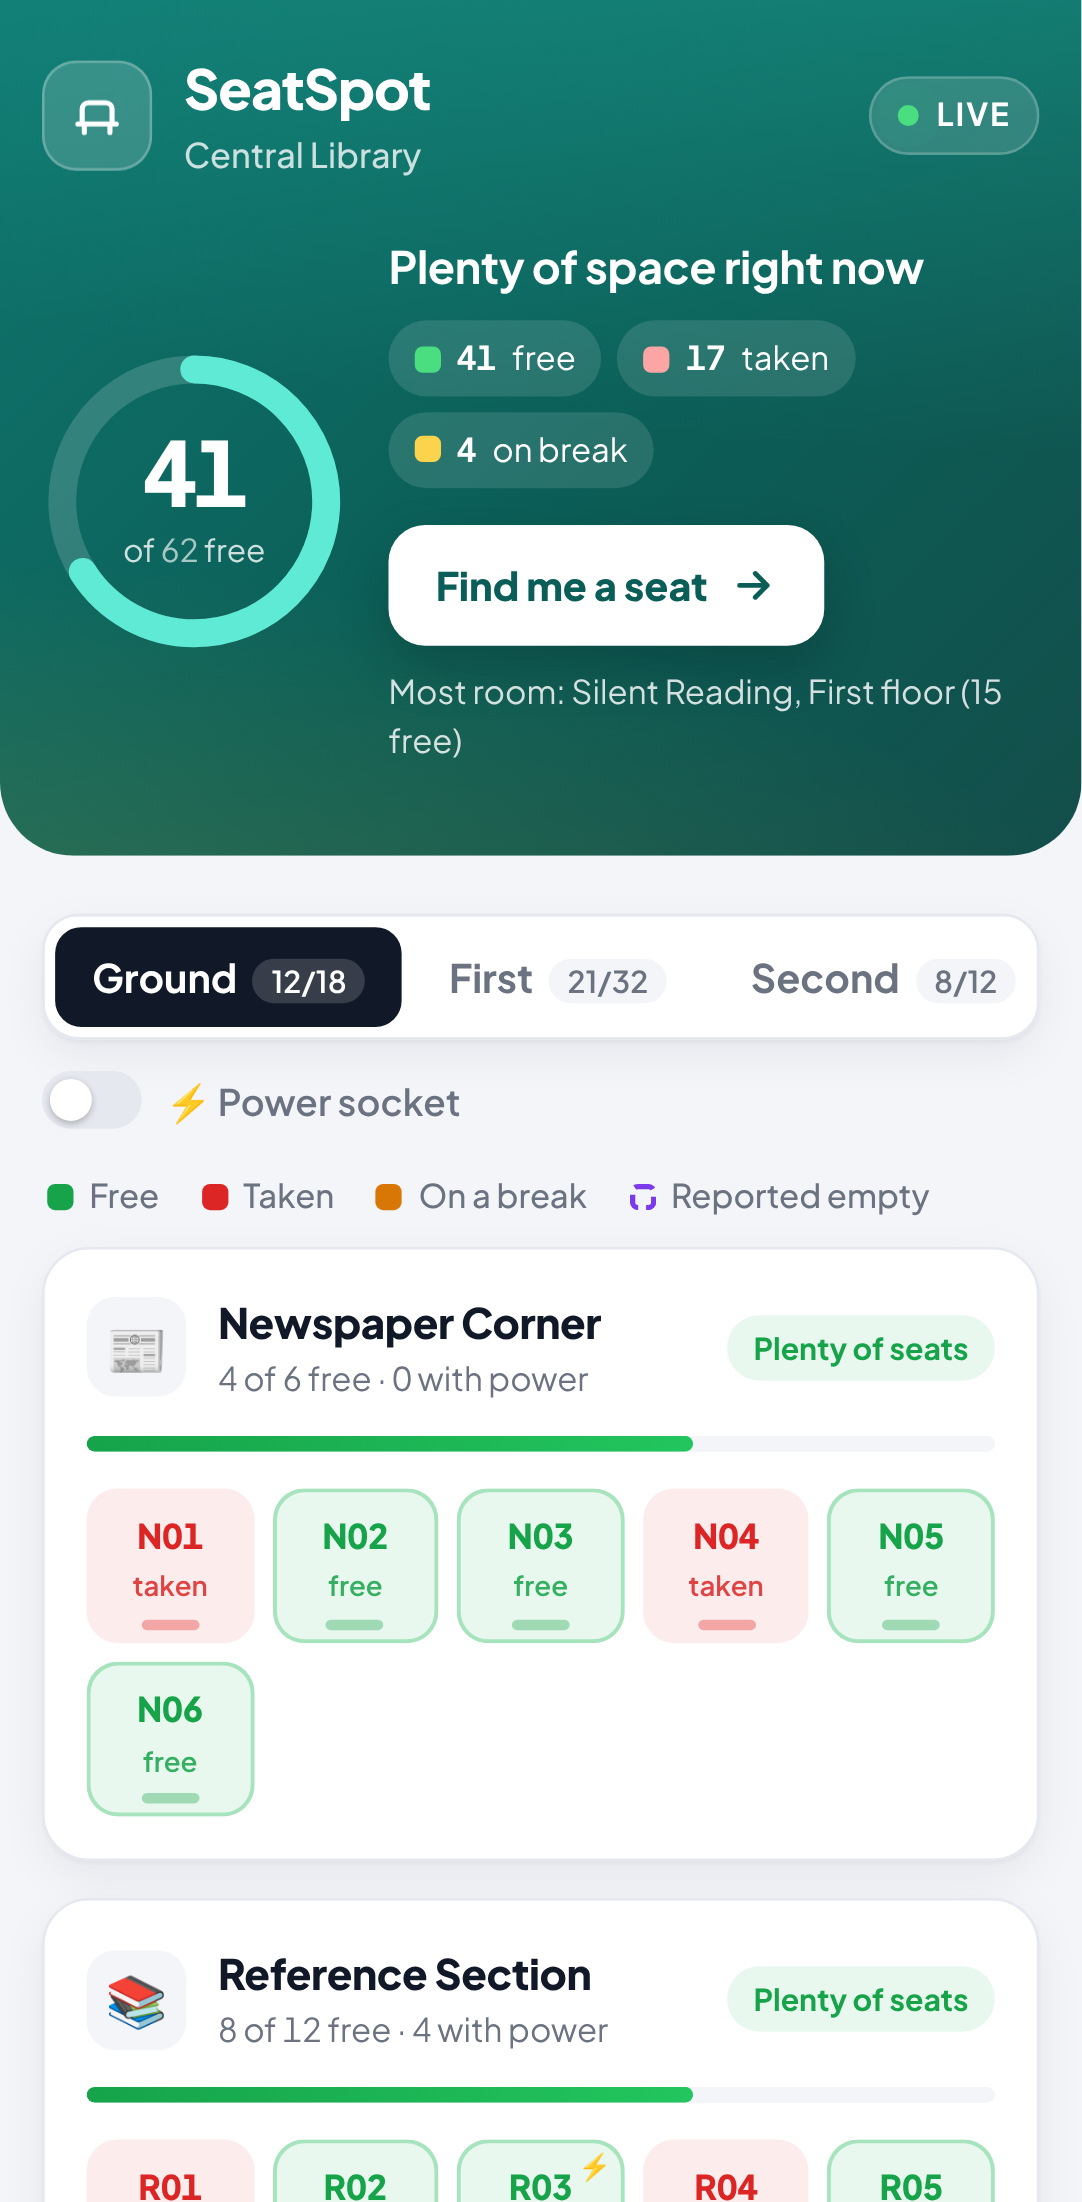 SeatSpot
Central Library
LIVE
Plenty of space right now
41 free
17 taken
4 on break
41
of 62 free
Find me a seat →
Most room: Silent Reading, First floor (15
free)
Ground 12/18
First 21/32
Second 8/12
⚡ Power socket
Free
Taken
On a break
Reported empty
Newspaper Corner
4 of 6 free · 0 with power
Plenty of seats
N01
taken
N02
free
N03
free
N04
taken
N05
free
N06
free
Reference Section
8 of 12 free · 4 with power
Plenty of seats
R01
R02
R03 ⚡
R04
R05